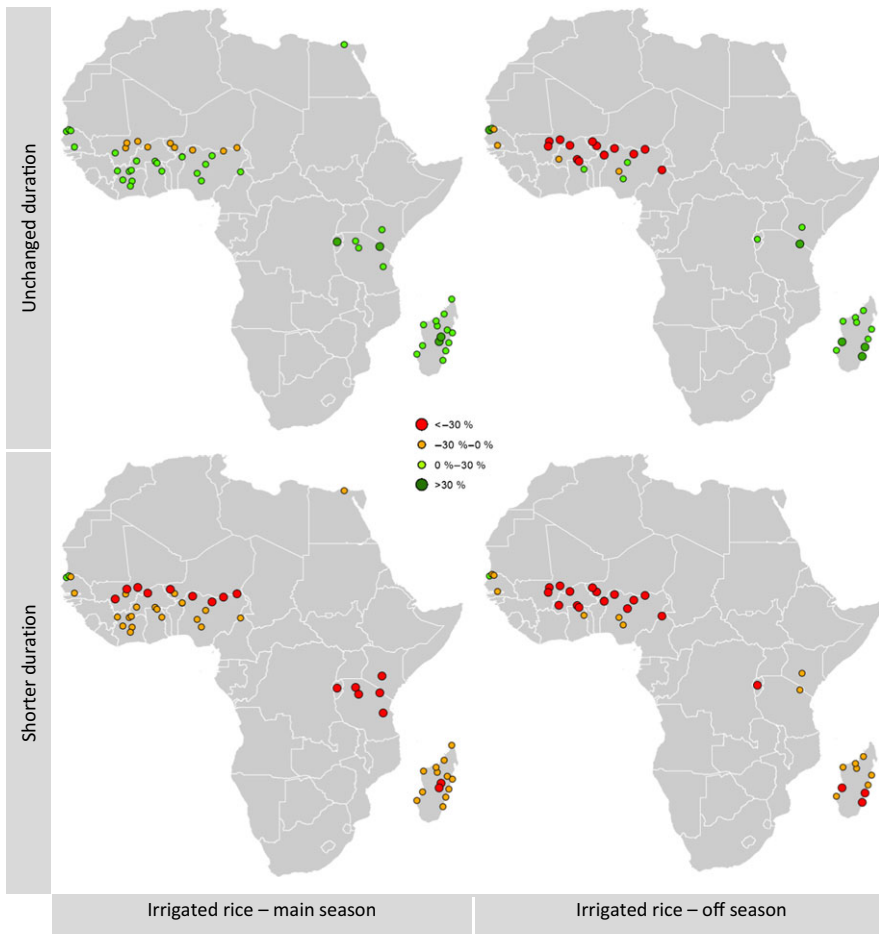 Unchanged duration
<−30 %
−30 %–0 %
0 %–30 %
>30 %
Shorter duration
Irrigated rice – main season
Irrigated rice – off season